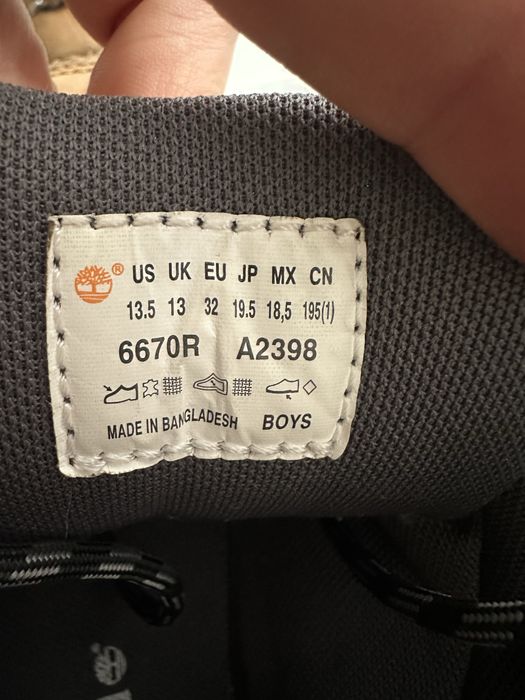 ® US UK EU JP MX CN
13.5 13 32 19.5 18,5 195(1)
6670R A2398
MADE IN BANGLADESH BOYS